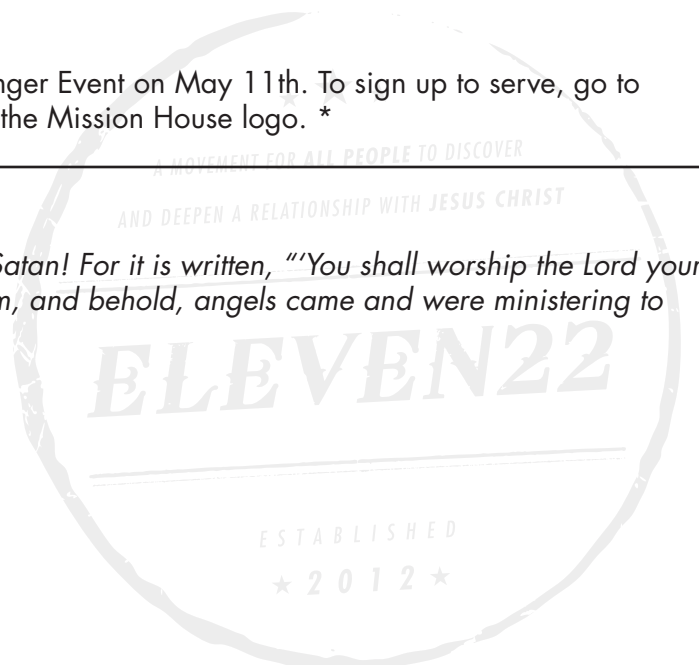 nger Event on May 11th. To sign up to serve, go to
the Mission House logo. *
A MOVEMENT FOR ALL PEOPLE TO DISCOVER
AND DEEPEN A RELATIONSHIP WITH JESUS CHRIST
Satan! For it is written, “‘You shall worship the Lord your
, and behold, angels came and were ministering to
ELEVEN22
ESTABLISHED
★ 2012 ★